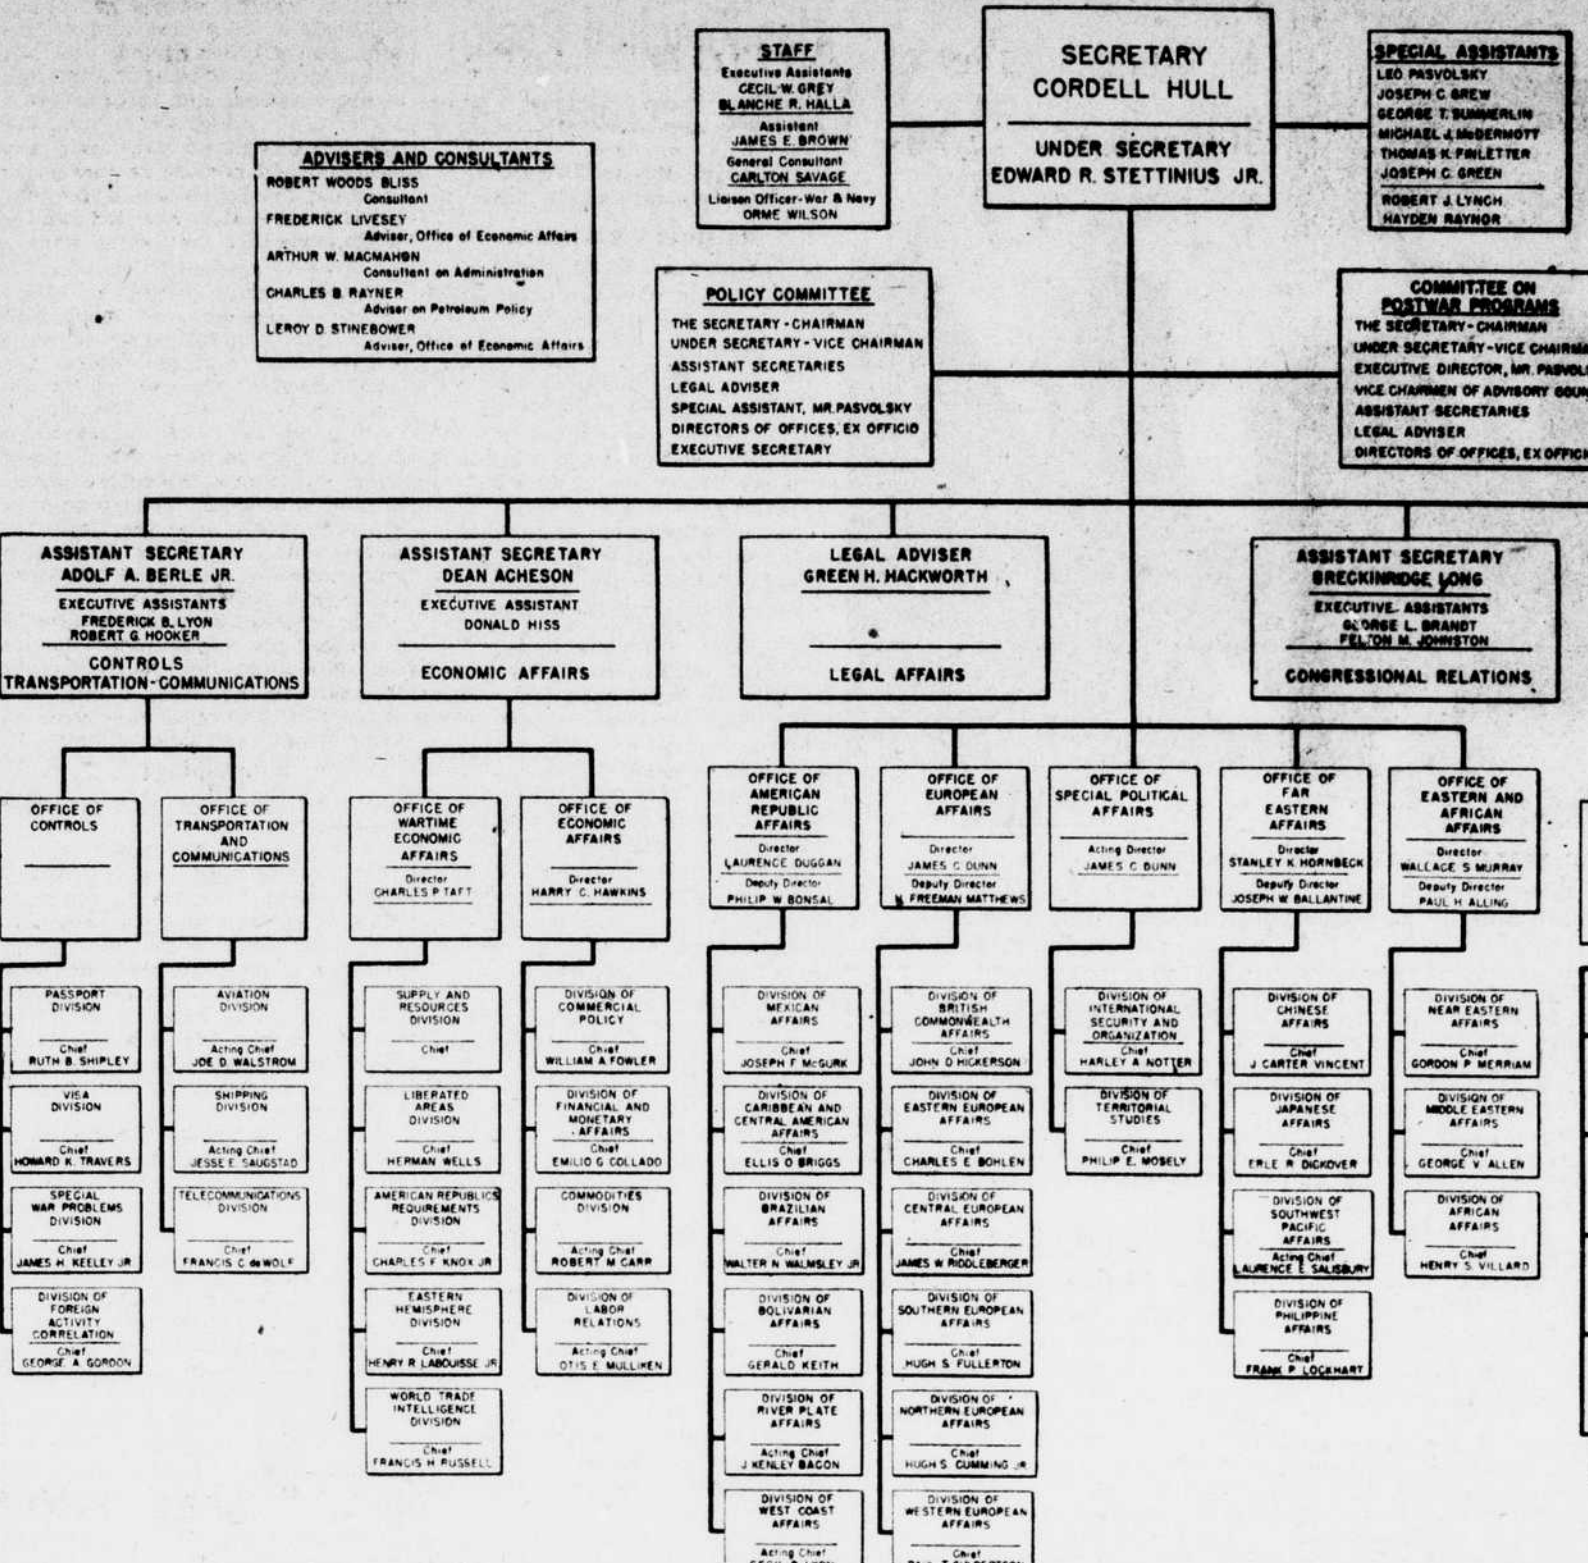 STAFF
Executive Assistants
CECIL W. GREY
BLANCHE R. HALLA
Assistant
JAMES E. BROWN
General Consultant
CARLTON SAVAGE
Liaison Officer-War & Navy
ORME WILSON
SECRETARY
CORDELL HULL
UNDER SECRETARY
EDWARD R. STETTINIUS JR.
SPECIAL ASSISTANTS
LEO PASVOLSKY
JOSEPH C. GREW
GEORGE T. SUMMERLIN
MICHAEL J. McDERMOTT
THOMAS K. FINLETTER
JOSEPH C. GREEN
ROBERT J. LYNCH
HAYDEN RAYNOR
ADVISERS AND CONSULTANTS
ROBERT WOODS BLISS
Consultant
FREDERICK LIVESEY
Adviser, Office of Economic Affairs
ARTHUR W. MACMAHON
Consultant on Administration
CHARLES B. RAYNER
Adviser on Petroleum Policy
LEROY D. STINEBOWER
Adviser, Office of Economic Affairs
POLICY COMMITTEE
THE SECRETARY - CHAIRMAN
UNDER SECRETARY - VICE CHAIRMAN
ASSISTANT SECRETARIES
LEGAL ADVISER
SPECIAL ASSISTANT, MR. PASVOLSKY
DIRECTORS OF OFFICES, EX OFFICIO
EXECUTIVE SECRETARY
COMMITTEE ON
POSTWAR PROGRAMS
THE SECRETARY - CHAIRMAN
UNDER SECRETARY-VICE
EXECUTIVE DIRECTOR, MR.
VICE CHAIRMEN OF ADVISORY
ASSISTANT SECRETARIES
LEGAL ADVISER
DIRECTORS OF OFFICES, EX
ASSISTANT SECRETARY
ADOLF A. BERLE JR.
EXECUTIVE ASSISTANTS
FREDERICK B. LYON
ROBERT G. HOOKER
CONTROLS
TRANSPORTATION-COMMUNICATIONS
ASSISTANT SECRETARY
DEAN ACHESON
EXECUTIVE ASSISTANT
DONALD HISS
ECONOMIC AFFAIRS
LEGAL ADVISER
GREEN H. HACKWORTH
LEGAL AFFAIRS
ASSISTANT SECRETARY
BRECKINRIDGE LONG
EXECUTIVE ASSISTANTS
GEORGE L. BRANDT
FELTON M. JOHNSTON
CONGRESSIONAL RELATIONS
OFFICE OF
CONTROLS
OFFICE OF
TRANSPORTATION
AND
COMMUNICATIONS
OFFICE OF
WARTIME
ECONOMIC
AFFAIRS
Director
CHARLES P. TAFT
OFFICE OF
ECONOMIC
AFFAIRS
Director
HARRY C. HAWKINS
OFFICE OF
AMERICAN
REPUBLIC
AFFAIRS
Director
LAURENCE DUGGAN
Deputy Director
PHILIP W BONSAL
OFFICE OF
EUROPEAN
AFFAIRS
Director
JAMES C DUNN
Deputy Director
FREEMAN MATTHEWS
OFFICE OF
SPECIAL POLITICAL
AFFAIRS
Acting Director
JAMES C DUNN
OFFICE OF
FAR
EASTERN
AFFAIRS
Director
STANLEY K. HORNBECK
Deputy Director
JOSEPH W BALLANTINE
OFFICE OF
EASTERN AND
AFRICAN
AFFAIRS
Director
WALLACE S MURRAY
Deputy Director
PAUL H ALLING
PASSPORT
DIVISION
Chief
RUTH B. SHIPLEY
VISA
DIVISION
Chief
HOWARD K. TRAVERS
SPECIAL
WAR PROBLEMS
DIVISION
Chief
JAMES H. KEELEY JR
DIVISION OF
FOREIGN
ACTIVITY
CORRELATION
Chief
GEORGE A GORDON
AVIATION
DIVISION
Acting Chief
JOE D WALSTROM
SHIPPING
DIVISION
Acting Chief
JESSE E. SAUGSTAD
TELECOMMUNICATIONS
DIVISION
Chief
FRANCIS C deWOLF
SUPPLY AND
RESOURCES
DIVISION
Chief
LIBERATED
AREAS
DIVISION
Chief
HERMAN WELLS
AMERICAN REPUBLICS
REQUIREMENTS
DIVISION
Chief
CHARLES F KNOX JR
EASTERN
HEMISPHERE
DIVISION
Chief
HENRY R LABOUISSE JR
WORLD TRADE
INTELLIGENCE
DIVISION
Chief
FRANCIS H RUSSELL
DIVISION OF
COMMERCIAL
POLICY
Chief
WILLIAM A FOWLER
DIVISION OF
FINANCIAL AND
MONETARY
AFFAIRS
Chief
EMILIO G COLLADO
COMMODITIES
DIVISION
Acting Chief
ROBERT M CARR
DIVISION OF
LABOR
RELATIONS
Acting Chief
OTIS E MULLIKEN
DIVISION OF
MEXICAN
AFFAIRS
Chief
JOSEPH F McGURK
DIVISION OF
CARIBBEAN AND
CENTRAL AMERICAN
AFFAIRS
Chief
ELLIS O BRIGGS
DIVISION OF
BRAZILIAN
AFFAIRS
Chief
WALTER N WALMSLEY JR
DIVISION OF
BOLIVARIAN
AFFAIRS
Chief
GERALD KEITH
DIVISION OF
RIVER PLATE
AFFAIRS
Acting Chief
J KENLEY BACON
DIVISION OF
WEST COAST
AFFAIRS
Acting Chief
DIVISION OF
BRITISH
COMMONWEALTH
AFFAIRS
Chief
JOHN D HICKERSON
DIVISION OF
EASTERN EUROPEAN
AFFAIRS
Chief
CHARLES E BOHLEN
DIVISION OF
CENTRAL EUROPEAN
AFFAIRS
Chief
JAMES W RIDDLEBERGER
DIVISION OF
SOUTHERN EUROPEAN
AFFAIRS
Chief
HUGH S FULLERTON
DIVISION OF
NORTHERN EUROPEAN
AFFAIRS
Chief
HUGH S CUMMING JR
DIVISION OF
WESTERN EUROPEAN
AFFAIRS
Chief
DIVISION OF
INTERNATIONAL
SECURITY AND
ORGANIZATION
Chief
HARLEY A NOTTER
DIVISION OF
TERRITORIAL
STUDIES
Chief
PHILIP E. MOSELY
DIVISION OF
CHINESE
AFFAIRS
Chief
J CARTER VINCENT
DIVISION OF
JAPANESE
AFFAIRS
Chief
ERLE R DICKOVER
DIVISION OF
SOUTHWEST
PACIFIC
AFFAIRS
Acting Chief
LAURENCE E SALISBURY
DIVISION OF
PHILIPPINE
AFFAIRS
Chief
FRANK P LOCKHART
DIVISION OF
NEAR EASTERN
AFFAIRS
Chief
GORDON P MERRIAM
DIVISION OF
MIDDLE EASTERN
AFFAIRS
Chief
GEORGE V ALLEN
DIVISION OF
AFRICAN
AFFAIRS
Chief
HENRY S VILLARD